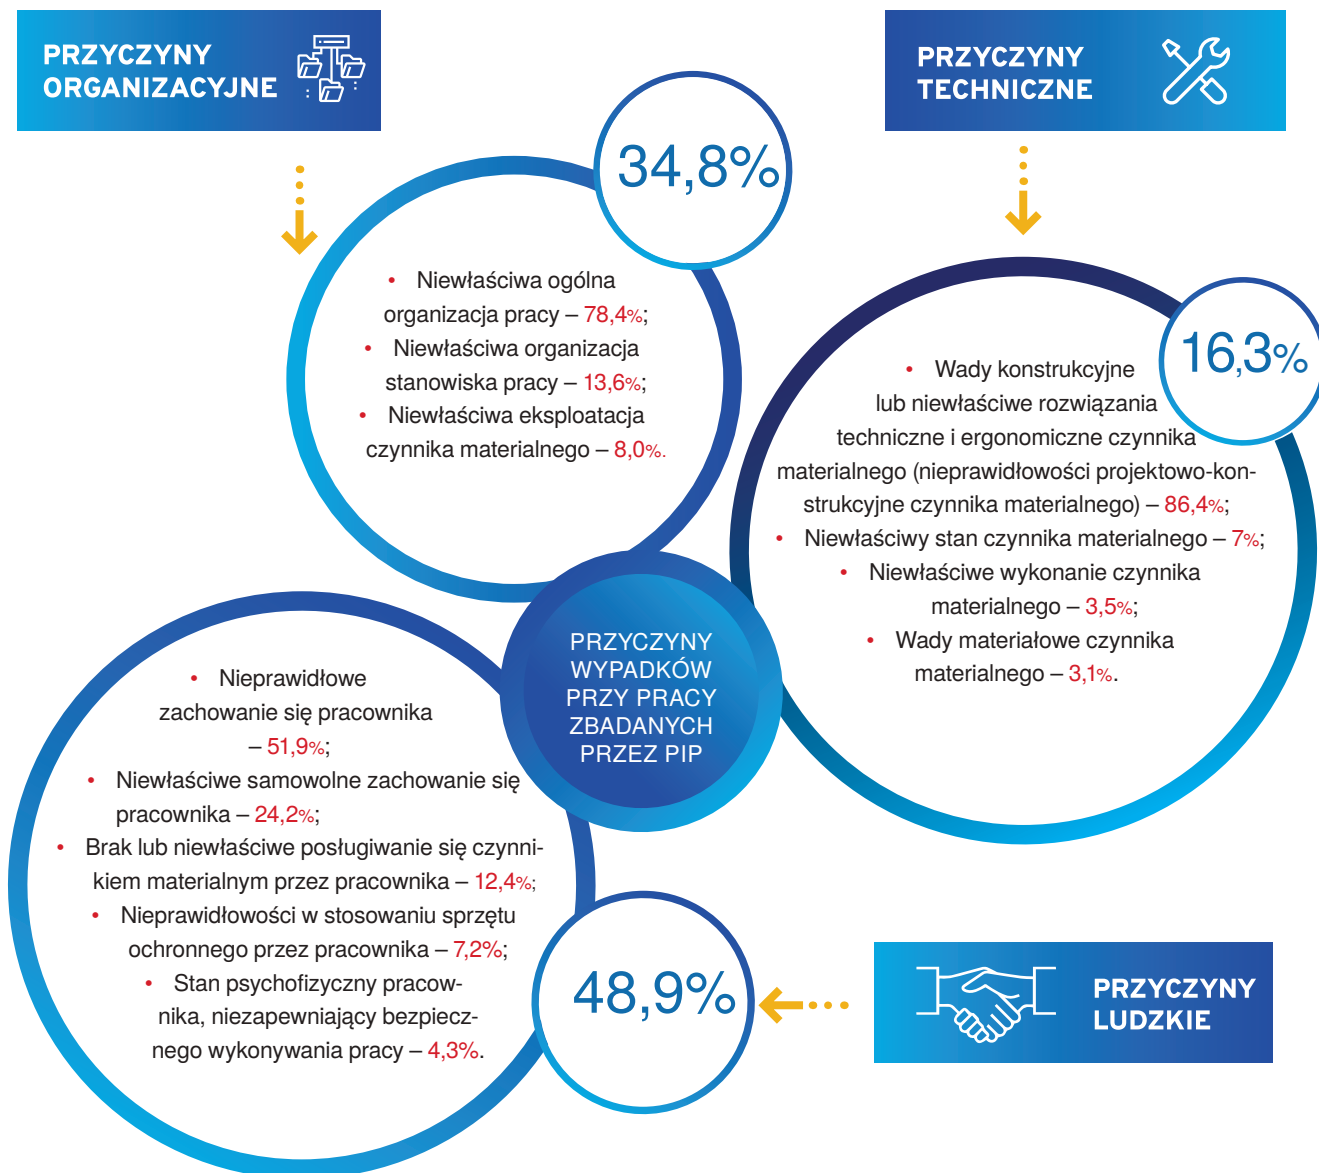 PRZYCZYNY
ORGANIZACYJNE
34,8%
• Niewłaściwa ogólna
organizacja pracy – 78,4%;
• Niewłaściwa organizacja
stanowiska pracy – 13,6%;
• Niewłaściwa eksploatacja
czynnika materialnego – 8,0%.
PRZYCZYNY
TECHNICZNE
16,3%
• Wady konstrukcyjne
lub niewłaściwe rozwiązania
techniczne i ergonomiczne czynnika
materialnego (nieprawidłowości projektowo-kon-
strukcyjne czynnika materialnego) – 86,4%;
• Niewłaściwy stan czynnika materialnego – 7%;
• Niewłaściwe wykonanie czynnika
materialnego – 3,5%;
• Wady materiałowe czynnika
materialnego – 3,1%.
PRZYCZYNY
WYPADKÓW
PRZY PRACY
ZBADANYCH
PRZEZ PIP
• Nieprawidłowe
zachowanie się pracownika
– 51,9%;
• Niewłaściwe samowolne zachowanie się
pracownika – 24,2%;
• Brak lub niewłaściwe posługiwanie się czynni-
kiem materialnym przez pracownika – 12,4%;
• Nieprawidłowości w stosowaniu sprzętu
ochronnego przez pracownika – 7,2%;
• Stan psychofizyczny pracow-
nika, niezapewniający bezpiecz-
nego wykonywania pracy – 4,3%.
48,9%
PRZYCZYNY
LUDZKIE